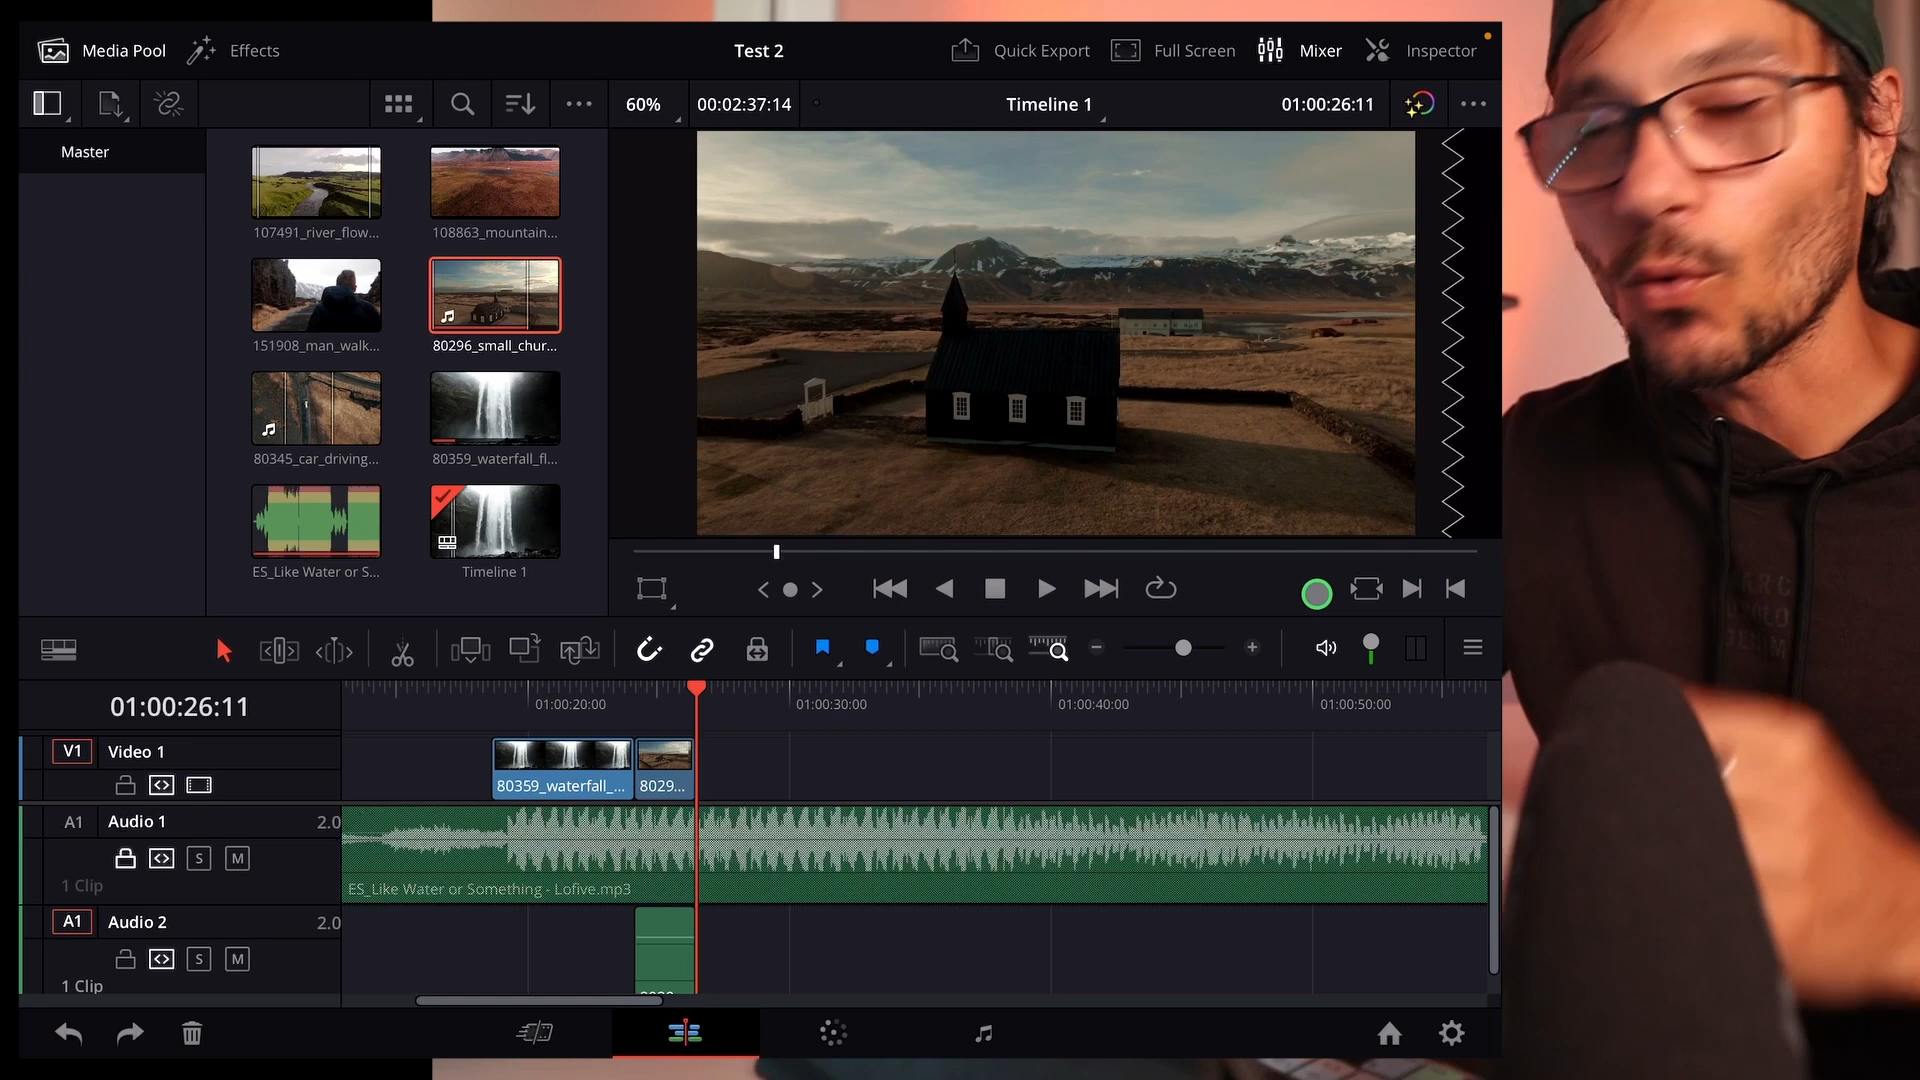 Media Pool
Effects
Test 2
Quick Export
Full Screen
Mixer
Inspector
60%
00:02:37:14
Timeline 1
01:00:26:11
Master
107491_river_flow...
108863_mountain...
151908_man_walk...
80296_small_chur...
80345_car_driving...
80359_waterfall_fl...
ES_Like Water or S...
Timeline 1
01:00:26:11
01:00:20:00
01:00:30:00
01:00:40:00
01:00:50:00
V1
Video 1
80359_waterfall_...
8029...
A1
Audio 1
2.0
S
M
1 Clip
ES_Like Water or Something - Lofive.mp3
A1
Audio 2
2.0
S
M
1 Clip